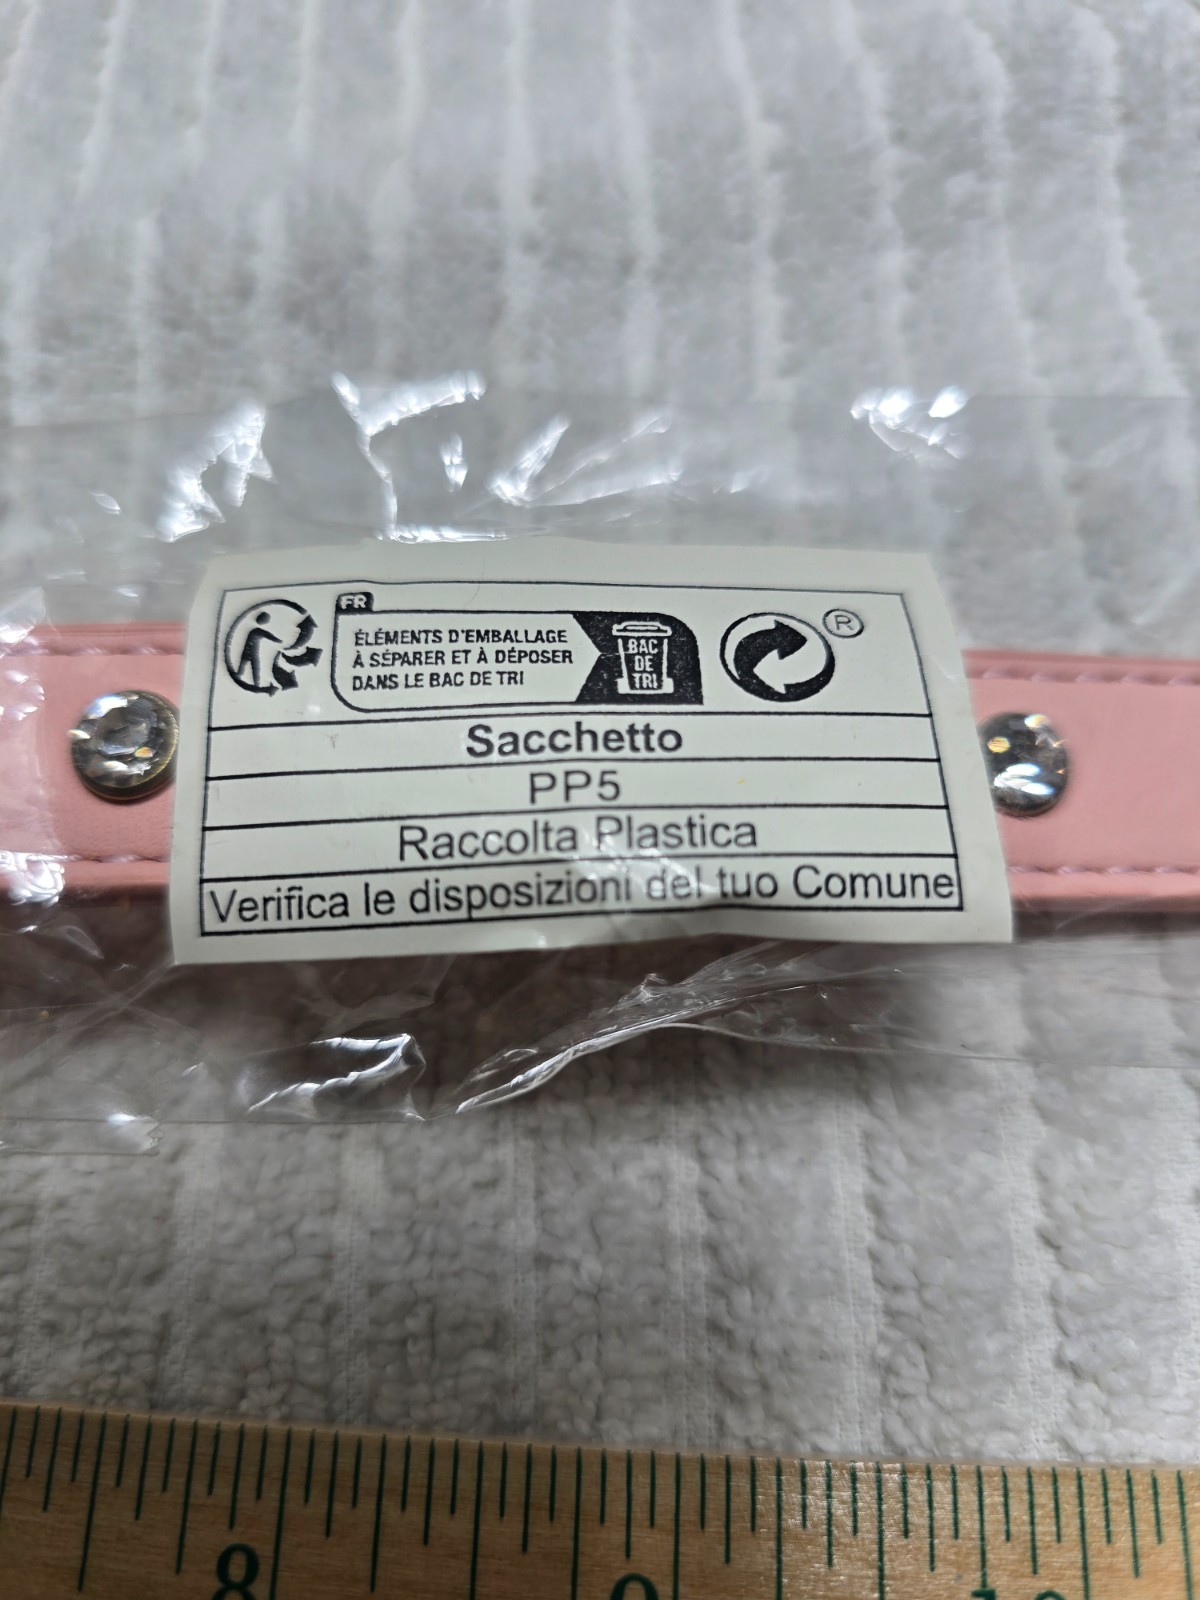 FR
ÉLÉMENTS D'EMBALLAGE
À SÉPARER ET À DÉPOSER
DANS LE BAC DE TRI
BAC
DE
TRI
®
Sacchetto
PP5
Raccolta Plastica
Verifica le disposizioni del tuo Comune
8 9 10